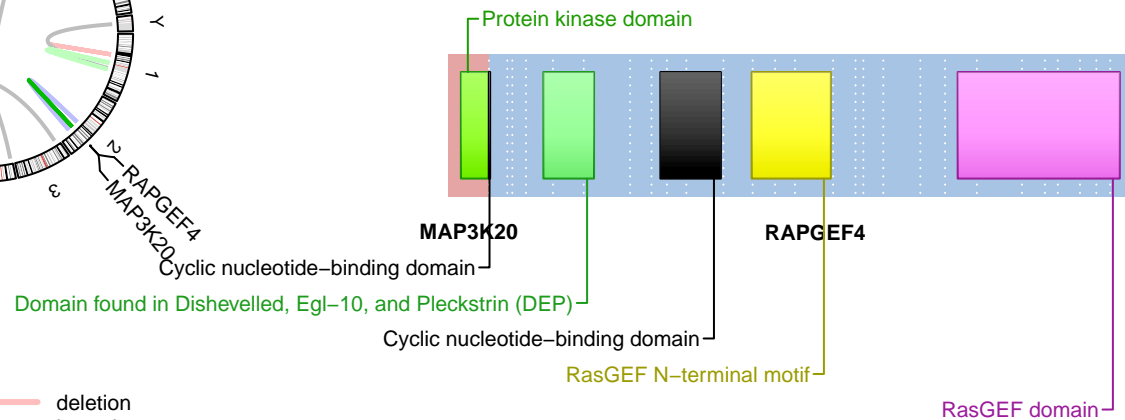 Protein kinase domain
Y
1
2
3
RAPGEF4
MAP3K20
MAP3K20
RAPGEF4
Cyclic nucleotide−binding domain
Domain found in Dishevelled, Egl−10, and Pleckstrin (DEP)
Cyclic nucleotide−binding domain
RasGEF N−terminal motif
deletion
RasGEF domain